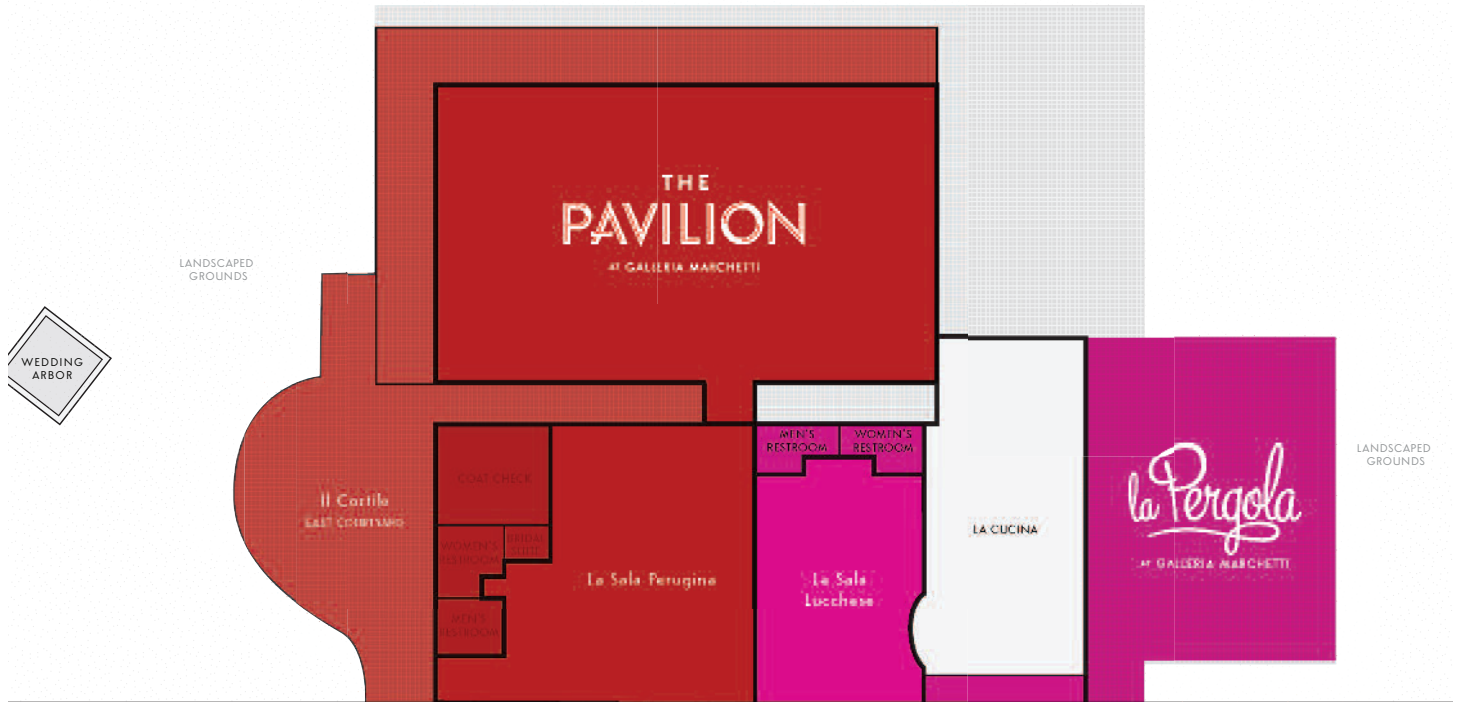 THE
PAVILION
AT GALLERIA MARCHETTI
LANDSCAPED
GROUNDS
WEDDING
ARBOR
Il Cortile
EAST COURTYARD
COAT CHECK
WOMEN'S
RESTROOM
BRIDAL
SUITE
MEN'S
RESTROOM
La Sala Perugina
MEN'S
RESTROOM
WOMEN'S
RESTROOM
La Sala
Lucchese
LA CUCINA
la Pergola
AT GALLERIA MARCHETTI
LANDSCAPED
GROUNDS